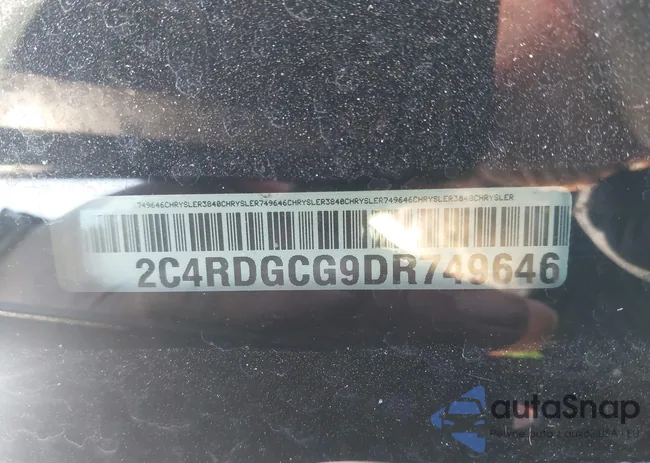 749646CHRYSLER3840CHRYSLER749646CHRYSLER3840CHRYSLER749646CHRYSLER3840CHRYSLER
2C4RDGCG9DR749646
autoSnap